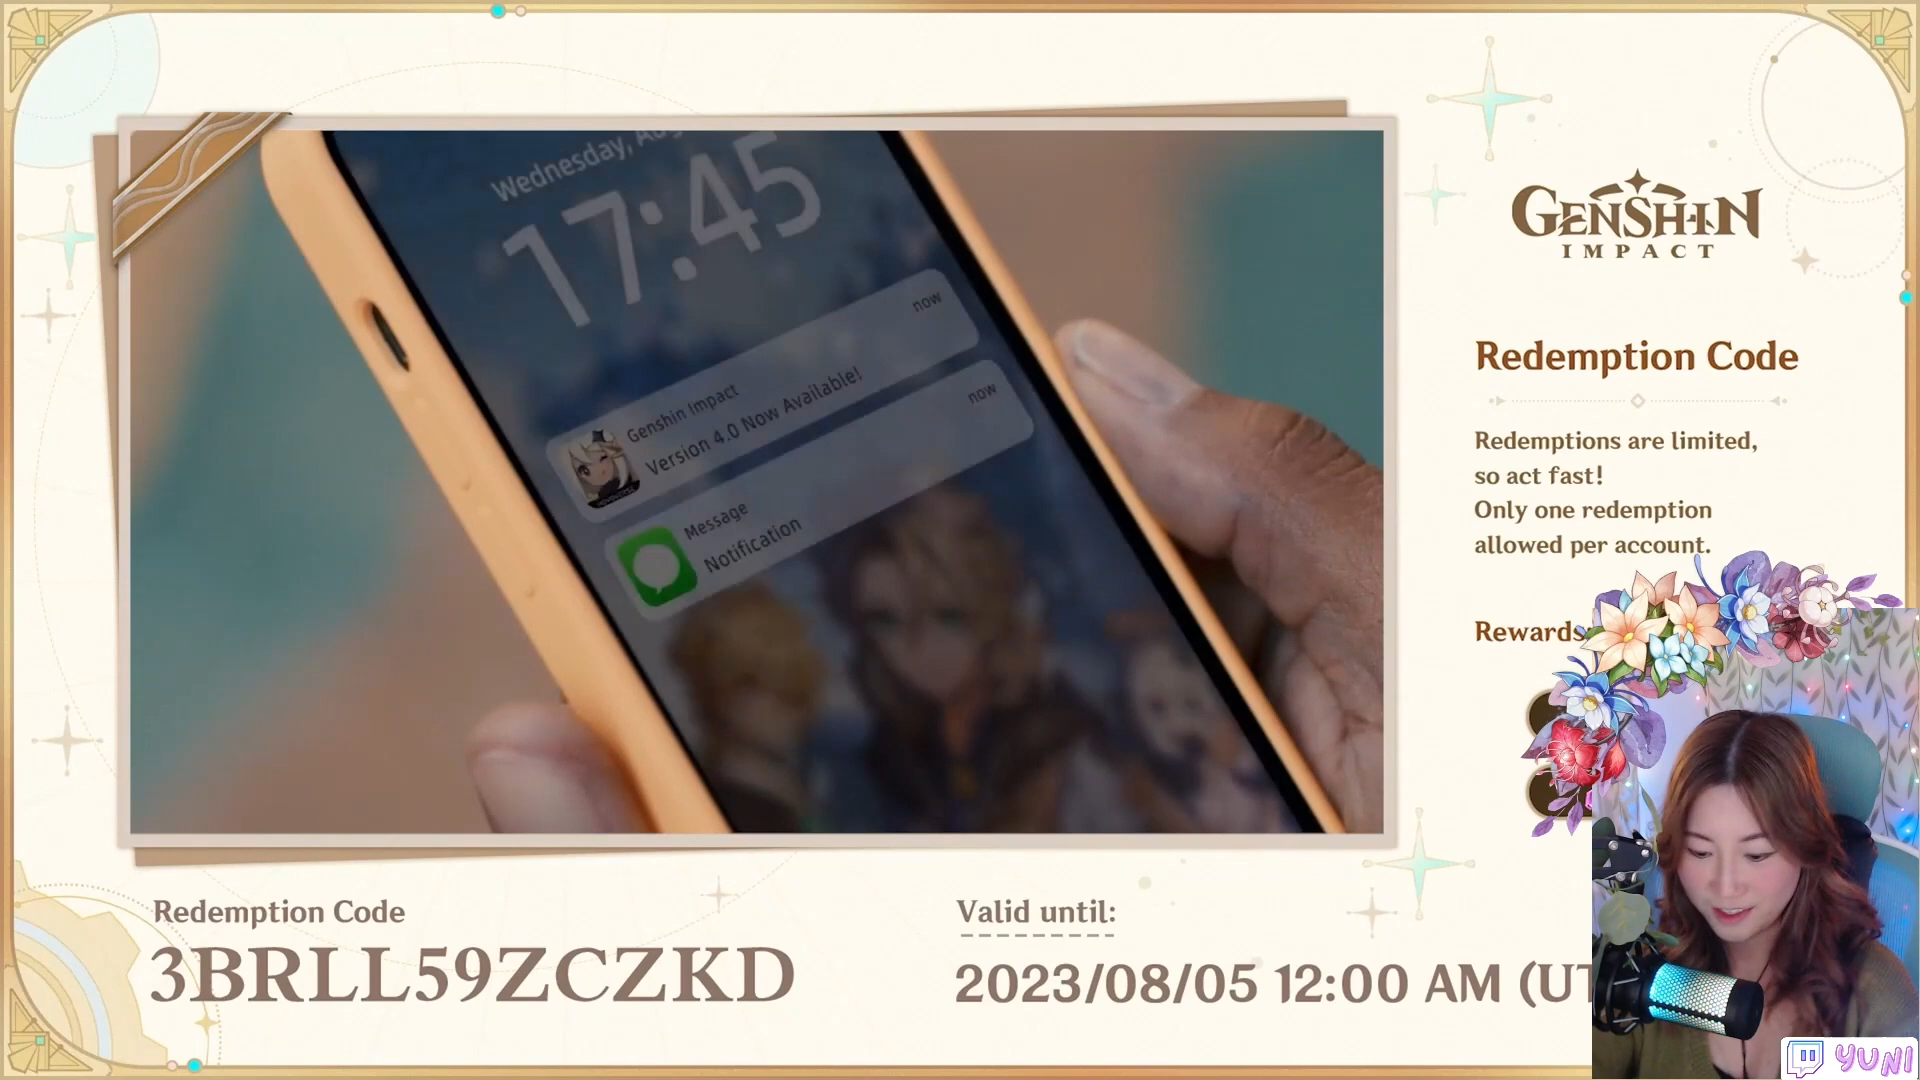 Wednesday, Aug
17:45
now
Genshin Impact
Version 4.0 Now Available!
now
Message
Notification
GENSHIN
IMPACT
Redemption Code
Redemptions are limited,
so act fast!
Only one redemption
allowed per account.
Rewards:
Redemption Code
3BRLL59ZCZKD
Valid until:
2023/08/05 12:00 AM (UT
YUNI